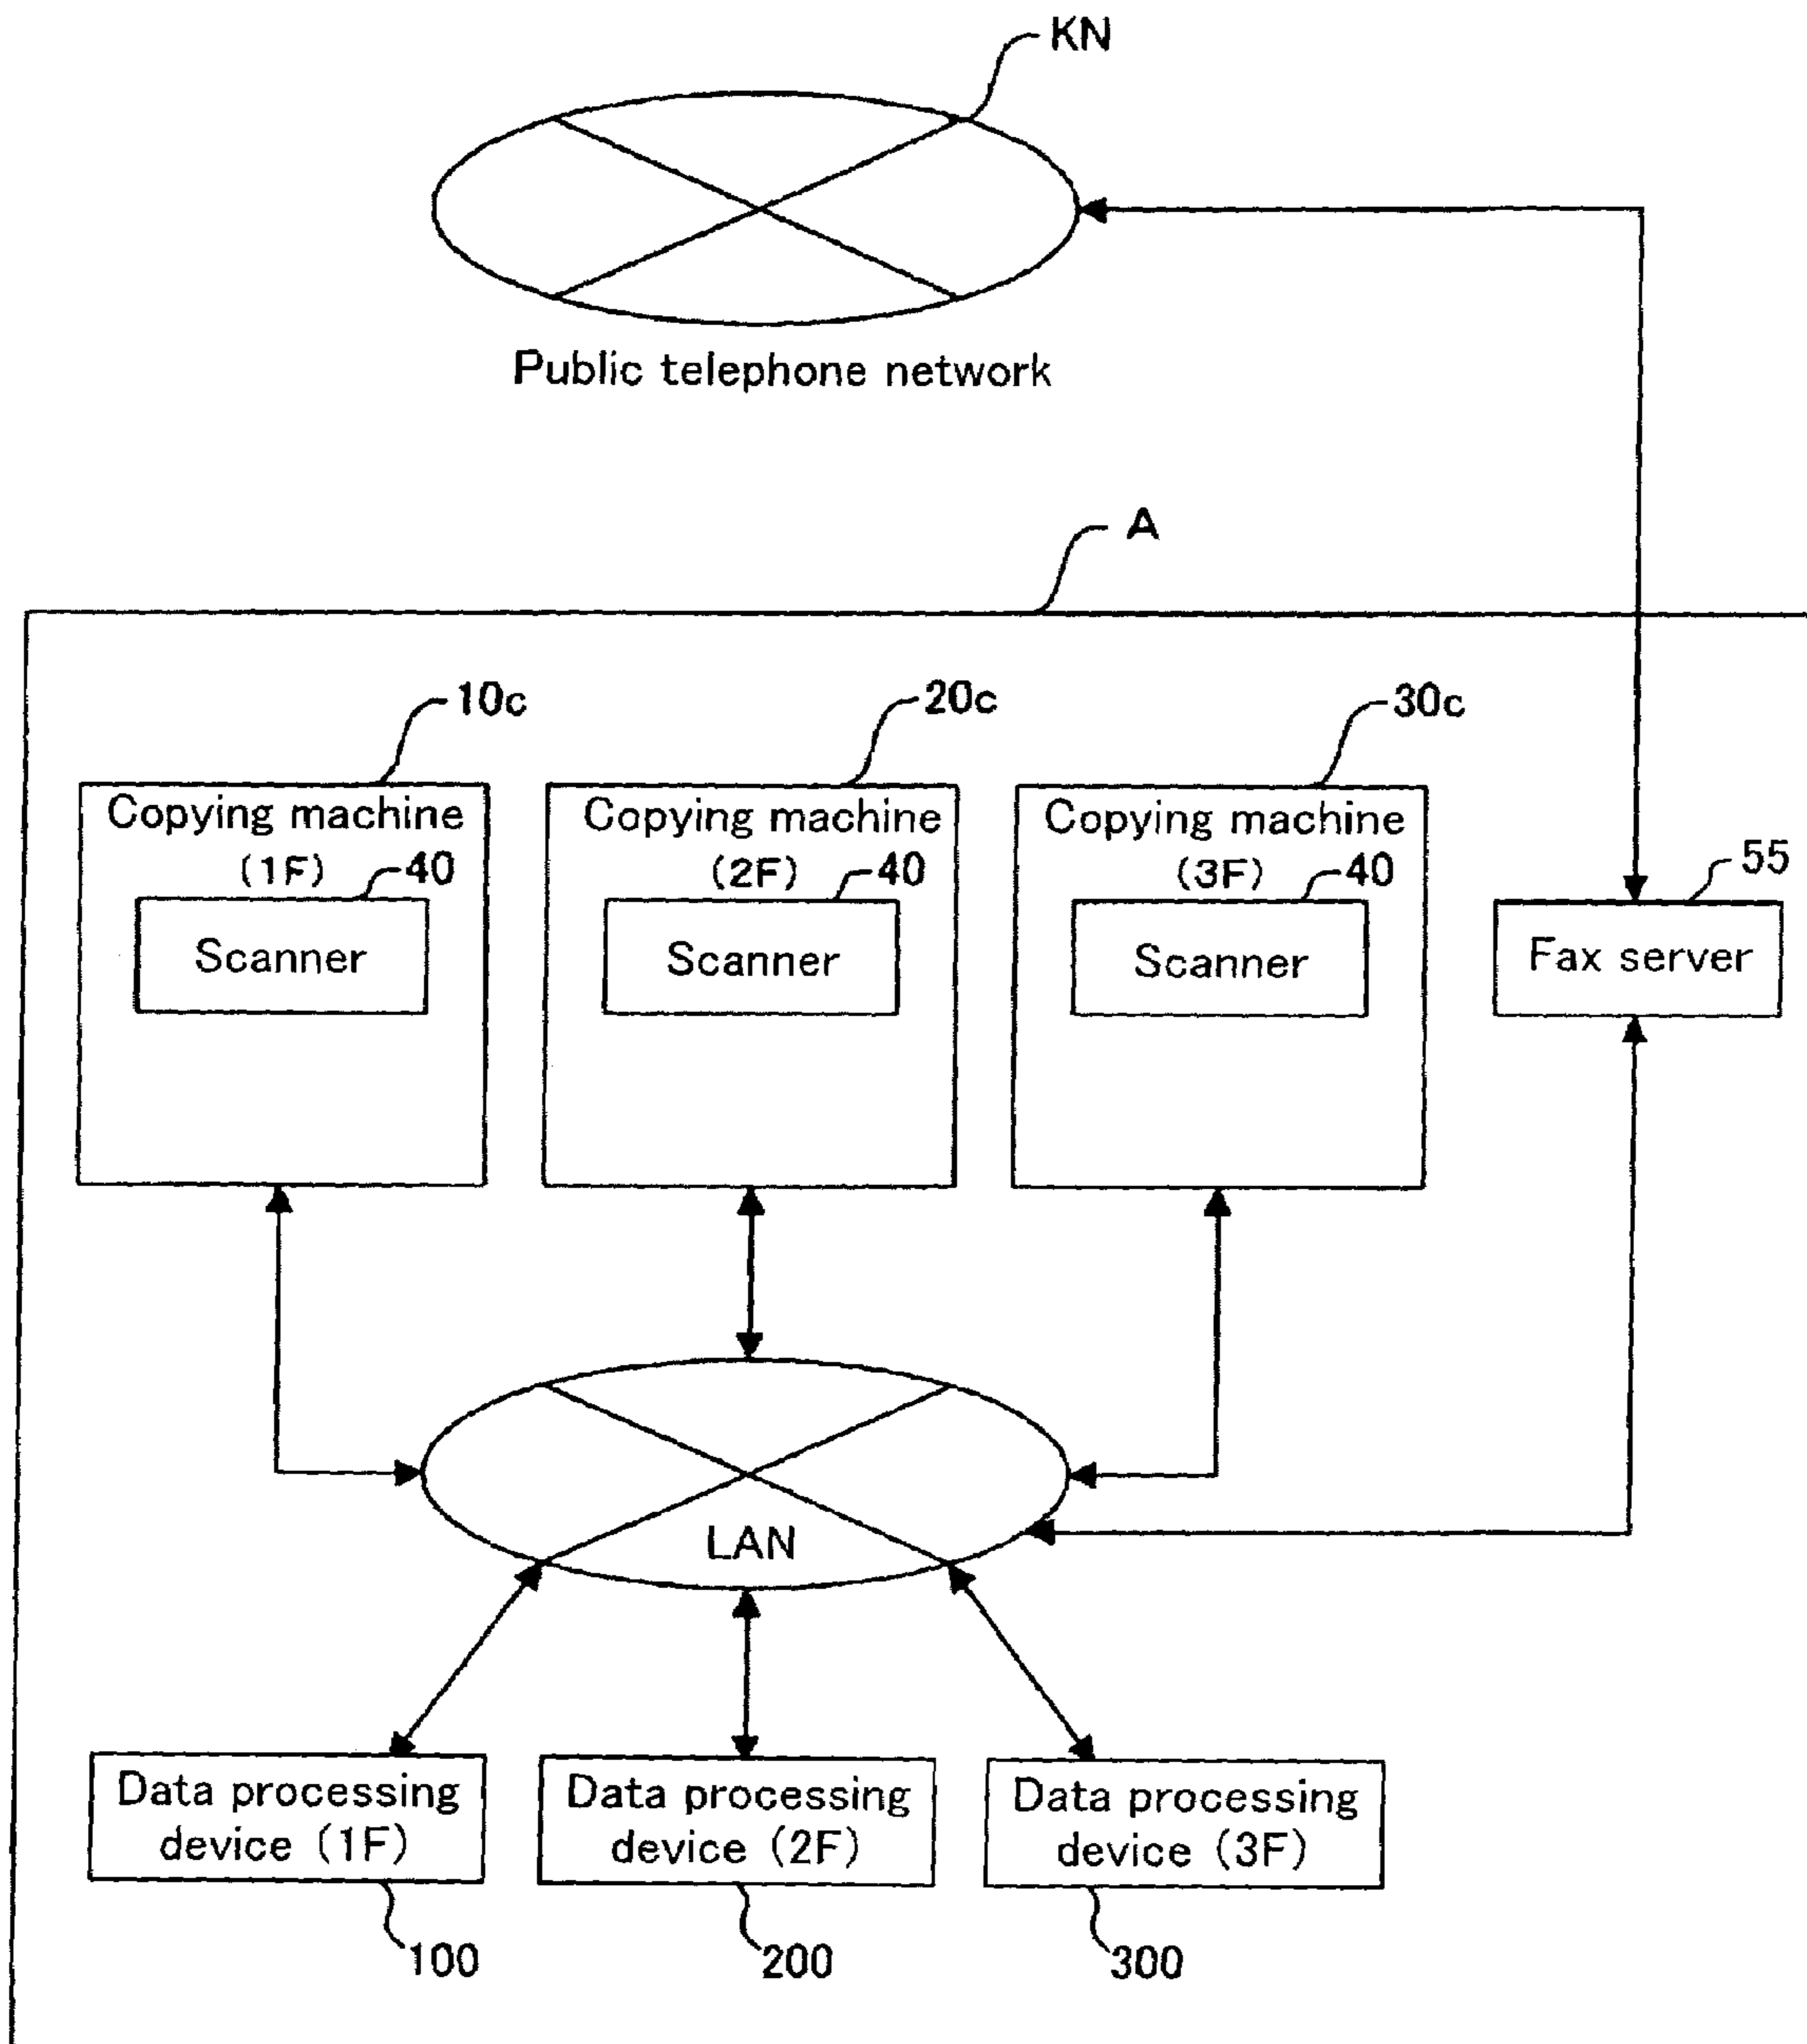 KN
Public telephone network
A
10c
20c
30c
Copying machine
(1F)
40
Scanner
Copying machine
(2F)
40
Scanner
Copying machine
(3F)
40
Scanner
55
Fax server
LAN
Data processing
device (1F)
Data processing
device (2F)
Data processing
device (3F)
100
200
300